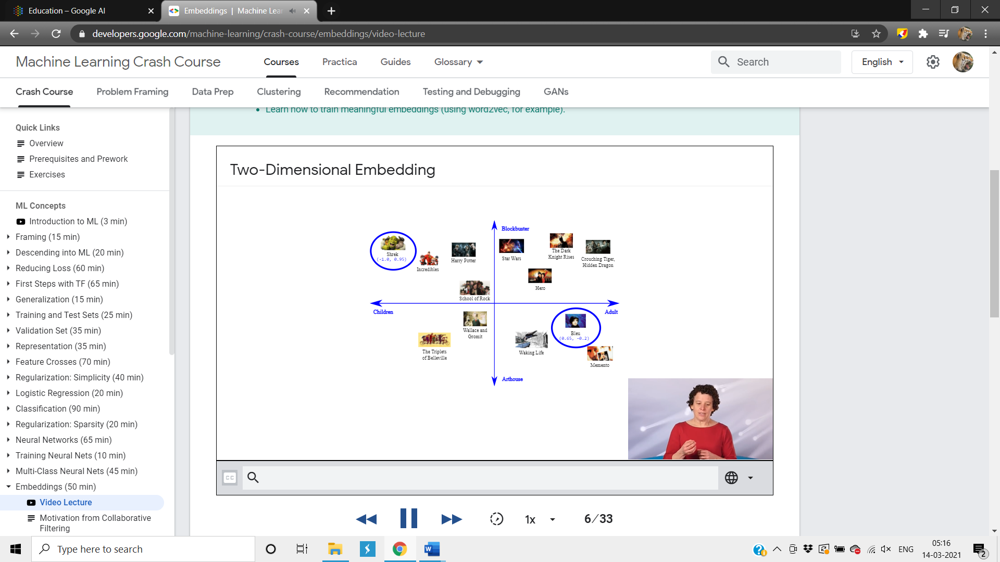 Education – Google AI
Embeddings | Machine Lear
developers.google.com/machine-learning/crash-course/embeddings/video-lecture
Machine Learning Crash Course
Courses
Practica
Guides
Glossary
Search
English
Crash Course
Problem Framing
Data Prep
Clustering
Recommendation
Testing and Debugging
GANs
Learn how to train meaningful embeddings (using word2vec, for example).
Quick Links
Overview
Prerequisites and Prework
Exercises
ML Concepts
Introduction to ML (3 min)
Framing (15 min)
Descending into ML (20 min)
Reducing Loss (60 min)
First Steps with TF (65 min)
Generalization (15 min)
Training and Test Sets (25 min)
Validation Set (35 min)
Representation (35 min)
Feature Crosses (70 min)
Regularization: Simplicity (40 min)
Logistic Regression (20 min)
Classification (90 min)
Regularization: Sparsity (20 min)
Neural Networks (65 min)
Training Neural Nets (10 min)
Multi-Class Neural Nets (45 min)
Embeddings (50 min)
Video Lecture
Motivation from Collaborative
Filtering
Two-Dimensional Embedding
Blockbuster
Shrek
(-1.0, 0.95)
Incredibles
Harry Potter
Star Wars
The Dark
Knight Rises
Crouching Tiger,
Hidden Dragon
Hero
School of Rock
Children
Adult
Wallace and
Gromit
Bleu
(0.65, -0.2)
The Triplets
of Belleville
Waking Life
Memento
Arthouse
CC
1x
6/33
Type here to search
W
ENG
05:16
14-03-2021
2